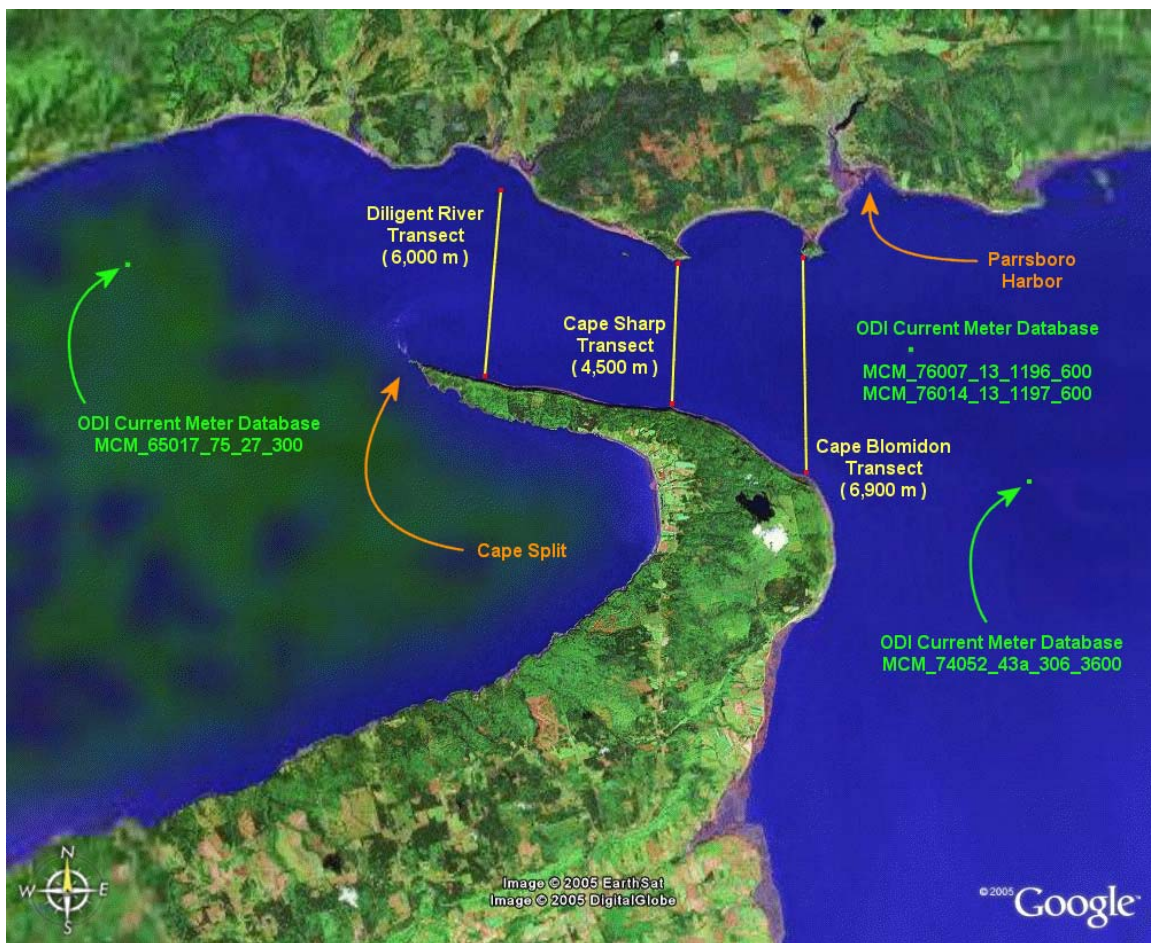 Diligent River
Transect
( 6,000 m )
Parrsboro
Harbor
Cape Sharp
Transect
( 4,500 m )
ODI Current Meter Database
MCM_76007_13_1196_600
MCM_76014_13_1197_600
ODI Current Meter Database
MCM_65017_75_27_300
Cape Blomidon
Transect
( 6,900 m )
Cape Split
ODI Current Meter Database
MCM_74052_43a_306_3600
N
W
E
S
Image © 2005 EarthSat
Image © 2005 DigitalGlobe
© 2005 Google™